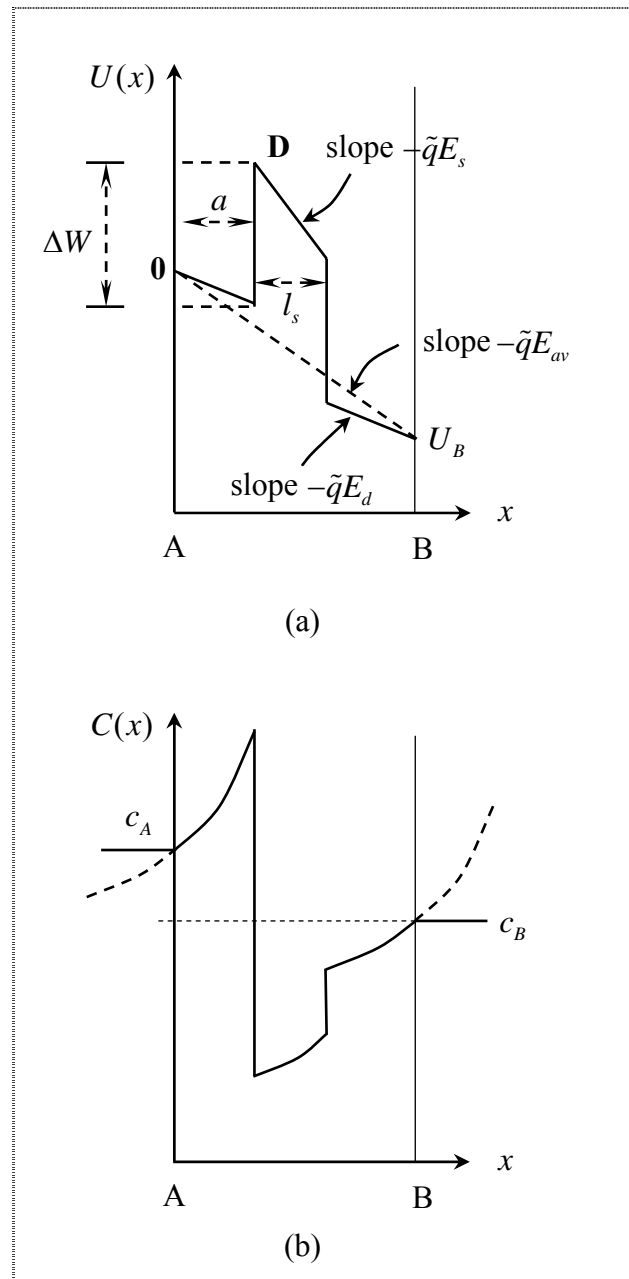 U(x)
D
slope –q̃E_s
a
ΔW
0
l_s
slope –q̃E_av
U_B
slope –q̃E_d
x
A
B
(a)
C(x)
c_A
c_B
x
A
B
(b)